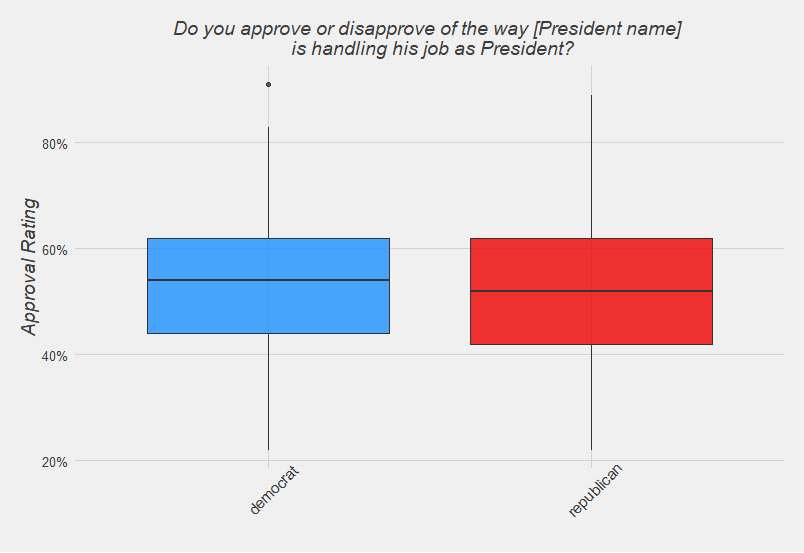 Do you approve or disapprove of the way [President name]
is handling his job as President?
Approval Rating
80%
60%
40%
20%
democrat
republican